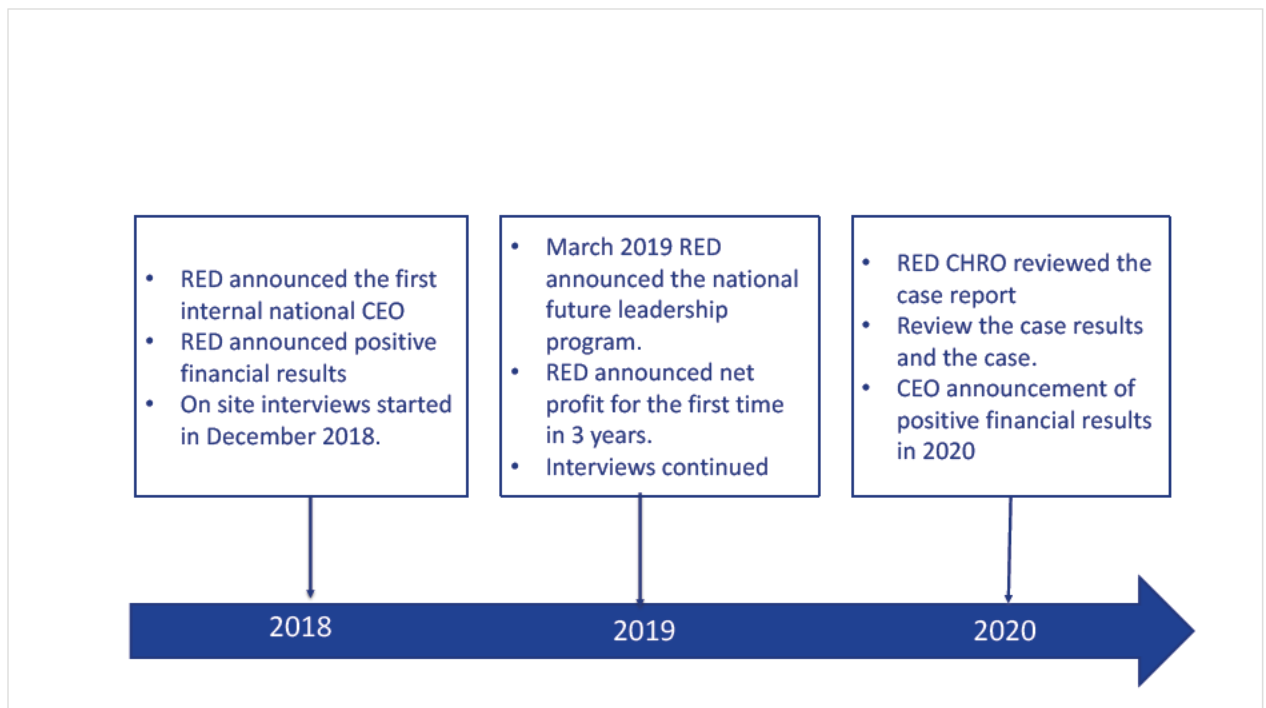 • RED announced the first
internal national CEO
• RED announced positive
financial results
• On site interviews started
in December 2018.
• March 2019 RED
announced the national
future leadership
program.
• RED announced net
profit for the first time
in 3 years.
• Interviews continued
• RED CHRO reviewed the
case report
• Review the case results
and the case.
• CEO announcement of
positive financial results
in 2020
2018
2019
2020